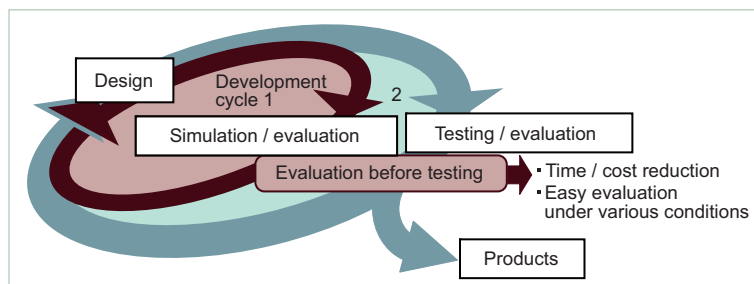 Design
Development
cycle 1
2
Simulation / evaluation
Testing / evaluation
Evaluation before testing
・Time / cost reduction
・Easy evaluation
under various conditions
Products